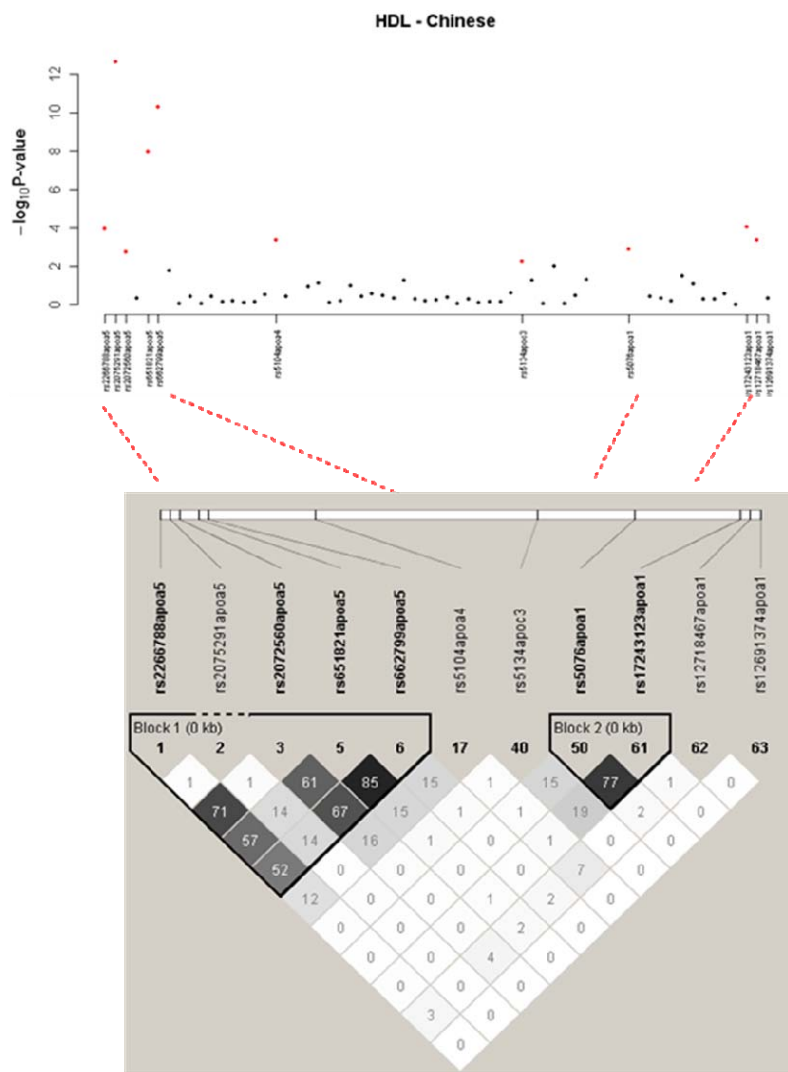 HDL - Chinese
−log10P-value
12
10
8
6
4
2
0
rs2266788apoa5
rs2075291apoa5
rs2072560apoa5
rs651821apoa5
rs662799apoa5
rs5104apoa4
rs5134apoc3
rs5076apoa1
rs17243123apoa1
rs12718467apoa1
rs12691374apoa1
rs2266788apoa5
rs2075291apoa5
rs2072560apoa5
rs651821apoa5
rs662799apoa5
rs5104apoa4
rs5134apoc3
rs5076apoa1
rs17243123apoa1
rs12718467apoa1
rs12691374apoa1
Block 1 (0 kb) Block 2 (0 kb)
1 2 3 5 6 17 40 50 61 62 63
1 1 61 85 15 1 15 77 1 0
71 14 67 15 1 1 19 2 0
57 14 16 1 0 1 0 0
52 0 0 0 0 7 0
12 0 0 1 2 0
0 0 0 2 0
0 0 4 0
0 0 0
3 0
0